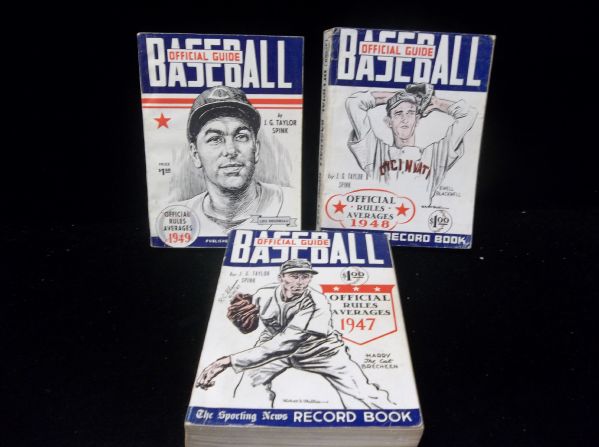 BASEBALL
OFFICIAL GUIDE
by
J. G. TAYLOR
SPINK
PRICE
$1.00
OFFICIAL
RULES
AVERAGES
1949
LOU BOUDREAU
BASEBALL
OFFICIAL GUIDE
CINCINNATI
by J. G. TAYLOR
SPINK
EWELL
BLACKWELL
OFFICIAL
RULES
AVERAGES
1948
$1.00
RECORD BOOK
BASEBALL
OFFICIAL GUIDE
by J. G. TAYLOR
SPINK
$1.00
OFFICIAL
RULES
AVERAGES
1947
HARRY
The Cat
BRECHEEN
The Sporting News RECORD BOOK